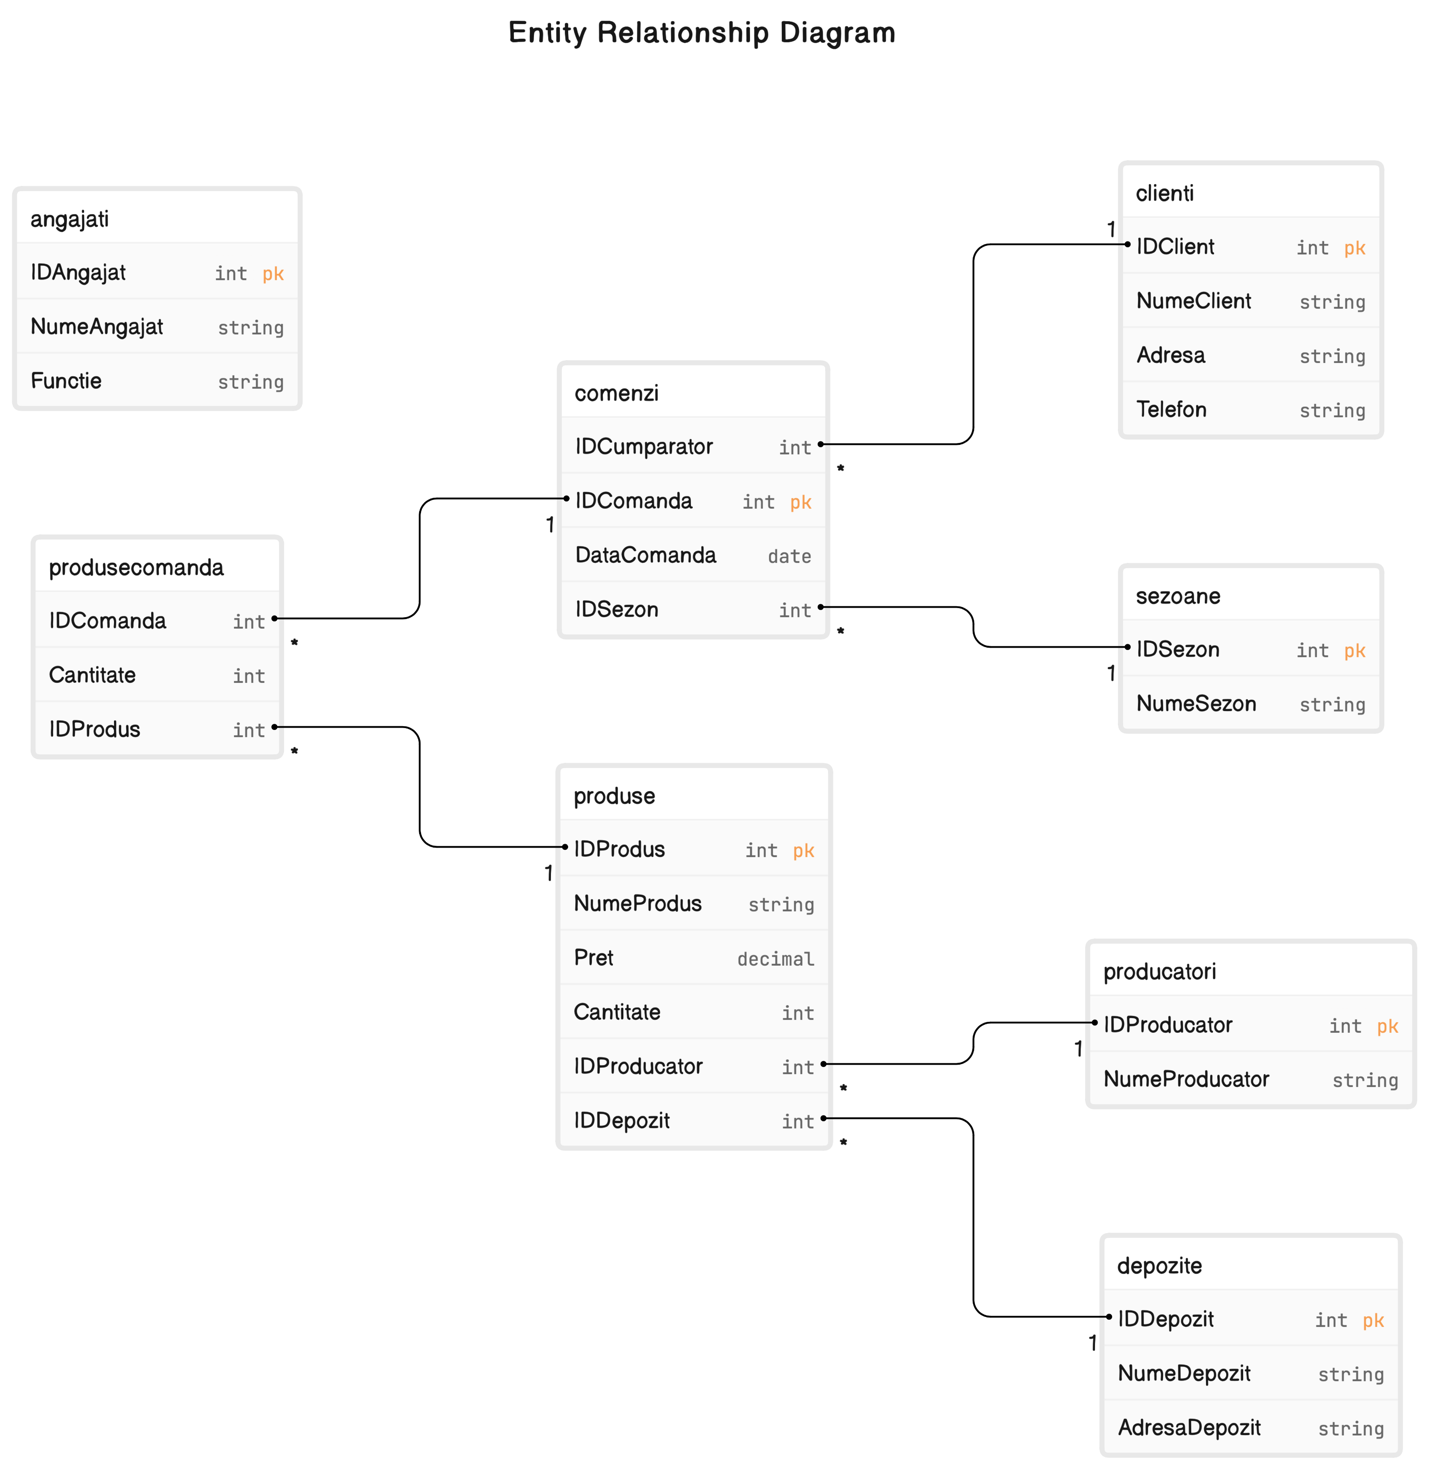 Entity Relationship Diagram
angajati
IDAngajat int pk
NumeAngajat string
Functie string
clienti
1
IDClient int pk
NumeClient string
Adresa string
Telefon string
comenzi
IDCumparator int
*
IDComanda int pk
1
DataComanda date
IDSezon int
*
produsecomanda
IDComanda int
*
Cantitate int
IDProdus int
*
sezoane
IDSezon int pk
1
NumeSezon string
produse
IDProdus int pk
1
NumeProdus string
Pret decimal
Cantitate int
IDProducator int
*
IDDepozit int
*
producatori
IDProducator int pk
1
NumeProducator string
depozite
IDDepozit int pk
1
NumeDepozit string
AdresaDepozit string